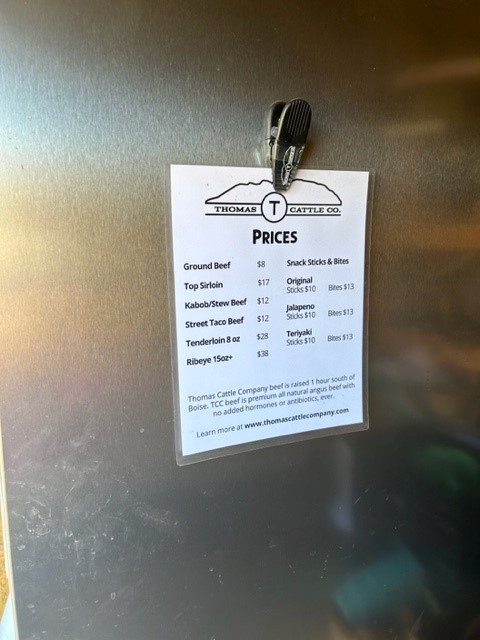 THOMAS T CATTLE CO.
PRICES
Ground Beef $8
Top Sirloin $17
Kabob/Stew Beef $12
Street Taco Beef $12
Tenderloin 8 oz $28
Ribeye 15oz+ $38
Snack Sticks & Bites
Original
Sticks $10 Bites $13
Jalapeno
Sticks $10 Bites $13
Teriyaki
Sticks $10 Bites $13
Thomas Cattle Company beef is raised 1 hour south of
Boise. TCC beef is premium all natural angus beef with
no added hormones or antibiotics, ever.
Learn more at www.thomascattlecompany.com